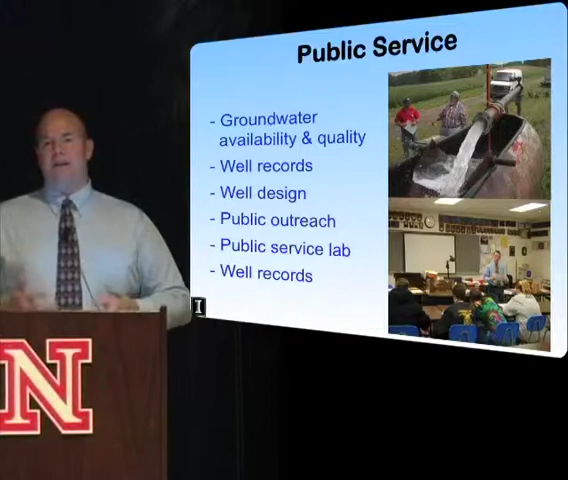 Public Service
- Groundwater
availability & quality
- Well records
- Well design
- Public outreach
- Public service lab
- Well records
N